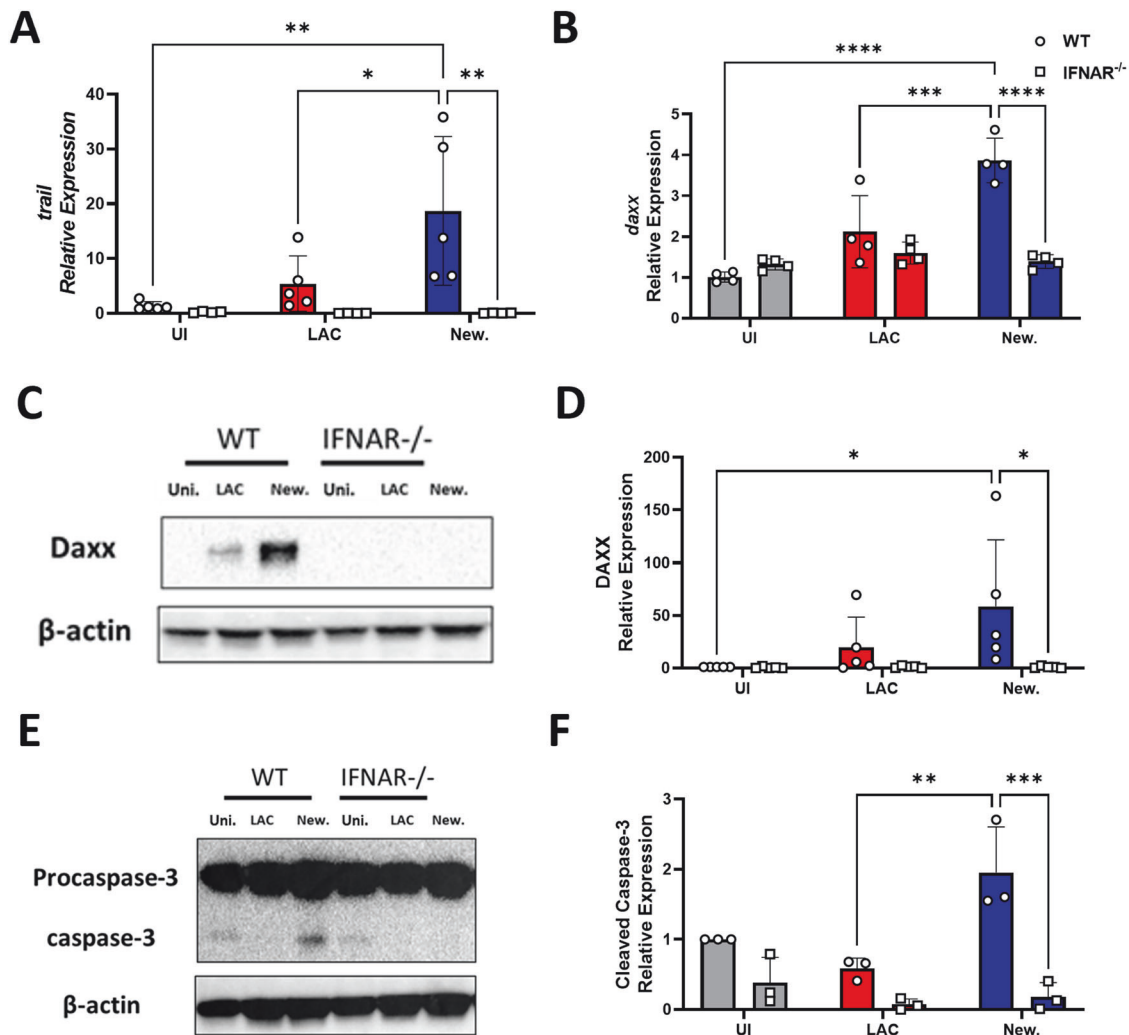 A
**
*
**
40
30
20
10
0
trail
Relative Expression
UI
LAC
New.
B
WT
IFNAR-/-
****
***
****
5
4
3
2
1
0
daxx
Relative Expression
UI
LAC
New.
C
WT
IFNAR-/-
Uni.
LAC
New.
Uni.
LAC
New.
Daxx
β-actin
D
*
*
200
150
100
50
0
DAXX
Relative Expression
UI
LAC
New.
E
WT
IFNAR-/-
Uni.
LAC
New.
Uni.
LAC
New.
Procaspase-3
caspase-3
β-actin
F
**
***
3
2
1
0
Cleaved Caspase-3
Relative Expression
UI
LAC
New.